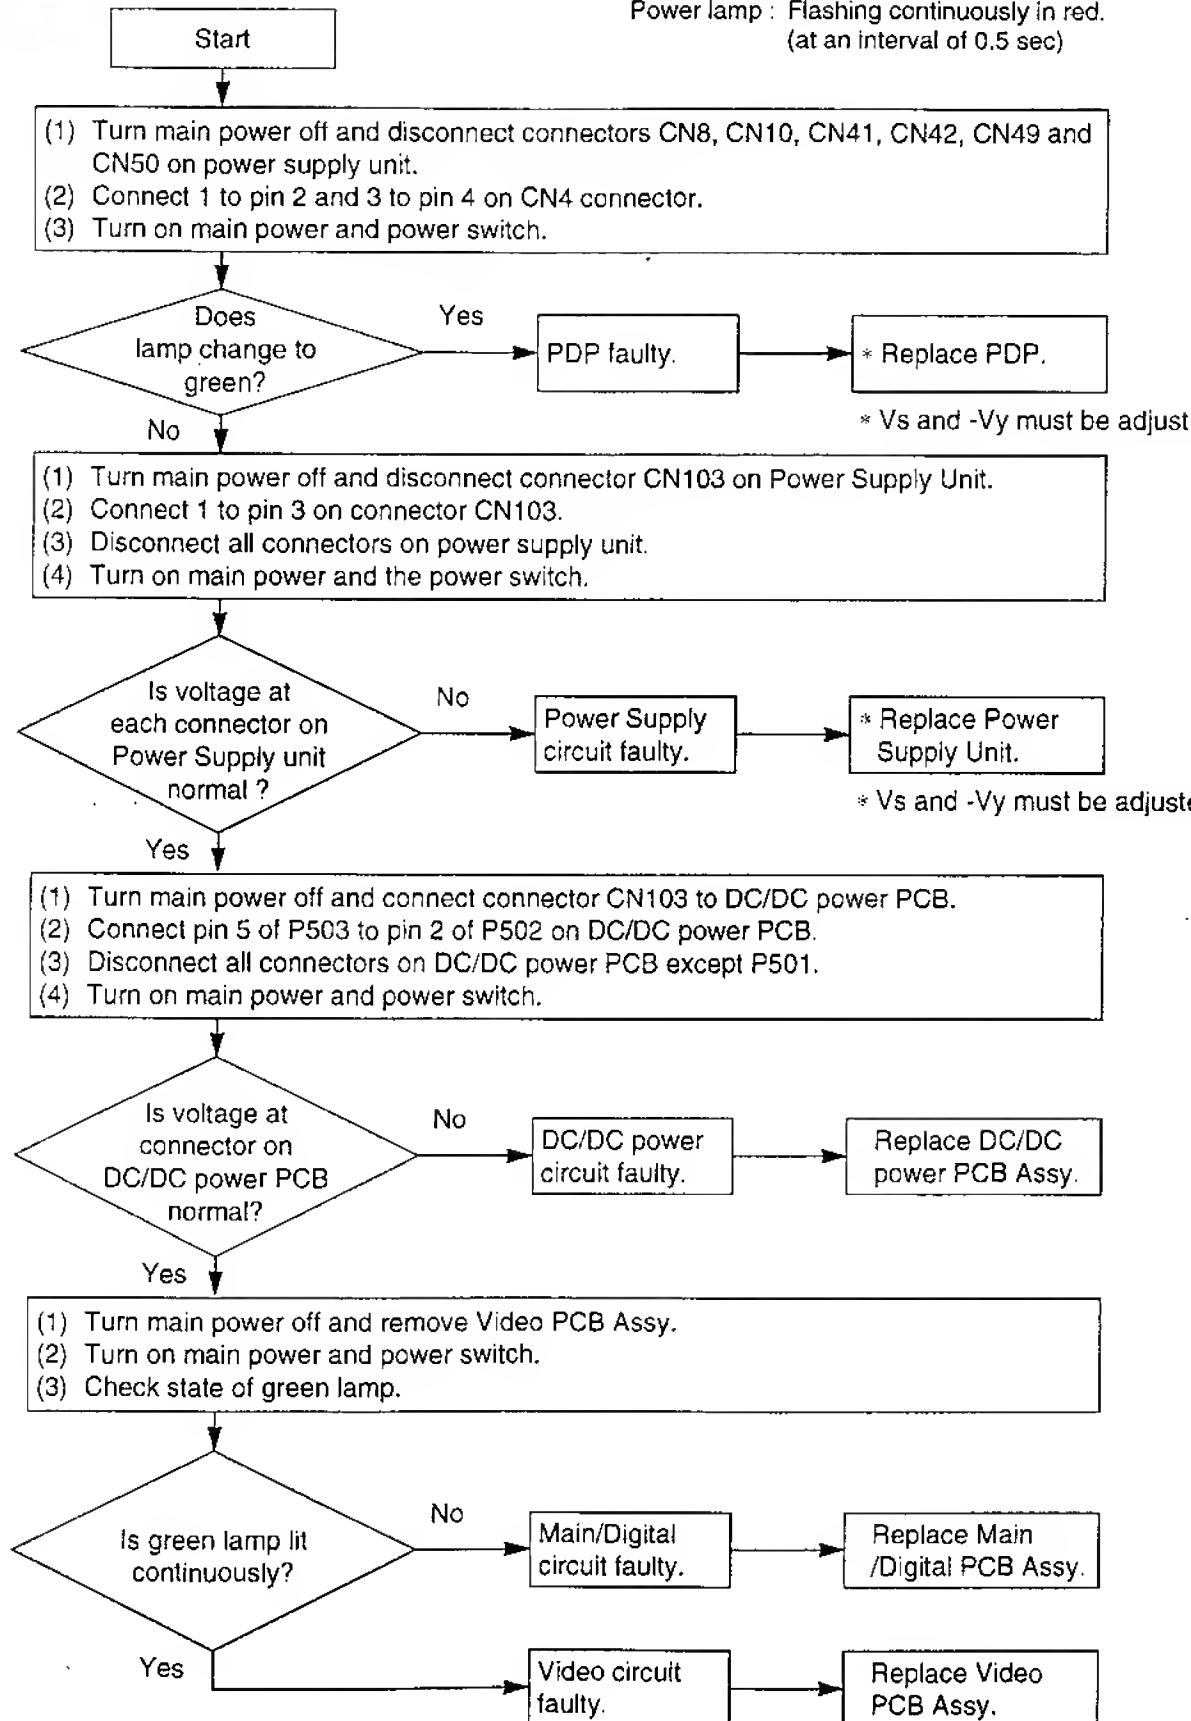 Power lamp : Flashing continuously in red.
(at an interval of 0.5 sec)
Start
(1) Turn main power off and disconnect connectors CN8, CN10, CN41, CN42, CN49 and
CN50 on power supply unit.
(2) Connect 1 to pin 2 and 3 to pin 4 on CN4 connector.
(3) Turn on main power and power switch.
Does
lamp change to
green?
Yes
PDP faulty.
* Replace PDP.
* Vs and -Vy must be adjust
No
(1) Turn main power off and disconnect connector CN103 on Power Supply Unit.
(2) Connect 1 to pin 3 on connector CN103.
(3) Disconnect all connectors on power supply unit.
(4) Turn on main power and the power switch.
Is voltage at
each connector on
Power Supply unit
normal ?
No
Power Supply
circuit faulty.
* Replace Power
Supply Unit.
* Vs and -Vy must be adjuste
Yes
(1) Turn main power off and connect connector CN103 to DC/DC power PCB.
(2) Connect pin 5 of P503 to pin 2 of P502 on DC/DC power PCB.
(3) Disconnect all connectors on DC/DC power PCB except P501.
(4) Turn on main power and power switch.
Is voltage at
connector on
DC/DC power PCB
normal?
No
DC/DC power
circuit faulty.
Replace DC/DC
power PCB Assy.
Yes
(1) Turn main power off and remove Video PCB Assy.
(2) Turn on main power and power switch.
(3) Check state of green lamp.
Is green lamp lit
continuously?
No
Main/Digital
circuit faulty.
Replace Main
/Digital PCB Assy.
Yes
Video circuit
faulty.
Replace Video
PCB Assy.